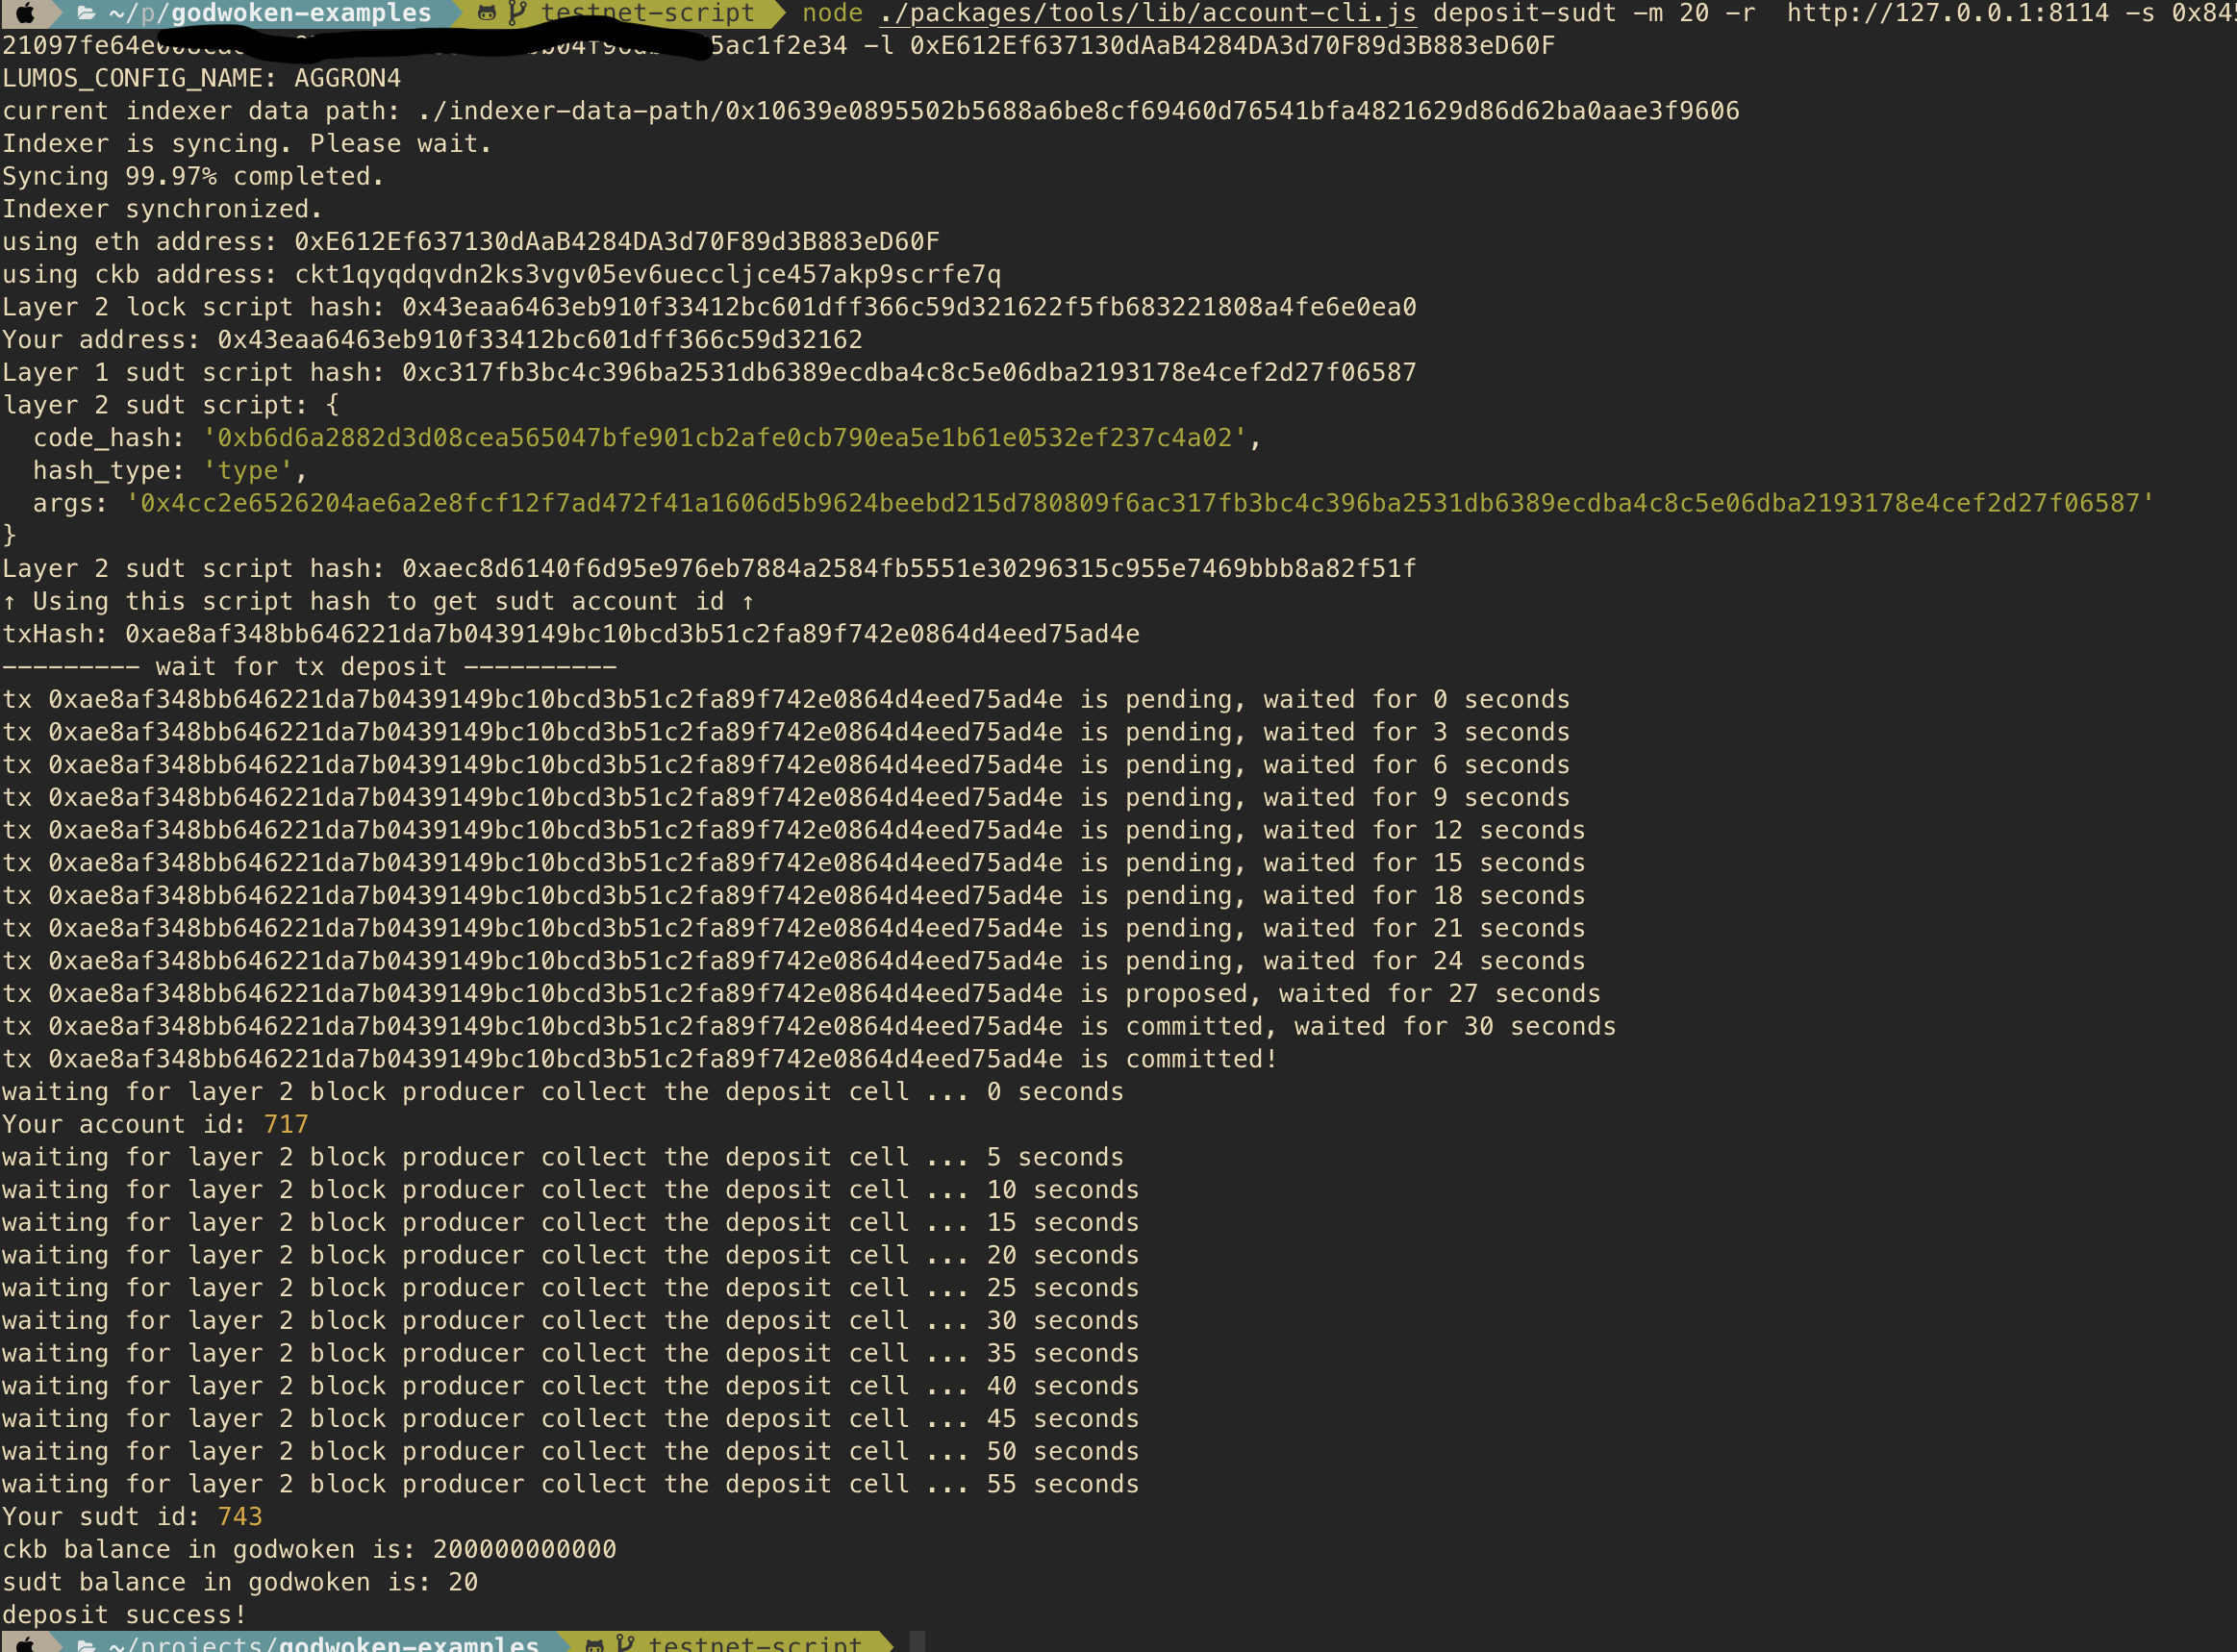 ~/p/godwoken-examples testnet-script node ./packages/tools/lib/account-cli.js deposit-sudt -m 20 -r http://127.0.0.1:8114 -s
-l 0xE612Ef637130dAaB4284DA3d70F89d3B883eD60F
LUMOS_CONFIG_NAME: AGGRON4
current indexer data path: ./indexer-data-path/0x10639e0895502b5688a6be8cf69460d76541bfa4821629d86d62ba0aae3f9606
Indexer is syncing. Please wait.
Syncing 99.97% completed.
Indexer synchronized.
using eth address: 0xE612Ef637130dAaB4284DA3d70F89d3B883eD60F
using ckb address: ckt1qyqdqvdn2ks3vgv05ev6ueccljce457akp9scrfe7q
Layer 2 lock script hash: 0x43eaa6463eb910f33412bc601dff366c59d321622f5fb683221808a4fe6e0ea0
Your address: 0x43eaa6463eb910f33412bc601dff366c59d32162
Layer 1 sudt script hash: 0xc317fb3bc4c396ba2531db6389ecdba4c8c5e06dba2193178e4cef2d27f06587
layer 2 sudt script: {
code_hash: '0xb6d6a2882d3d08cea565047bfe901cb2afe0cb790ea5e1b61e0532ef237c4a02',
hash_type: 'type',
args: '0x4cc2e6526204ae6a2e8fcf12f7ad472f41a1606d5b9624beebd215d780809f6ac317fb3bc4c396ba2531db6389ecdba4c8c5e06dba2193178e4cef2d27f06587'
}
Layer 2 sudt script hash: 0xaec8d6140f6d95e976eb7884a2584fb5551e30296315c955e7469bbb8a82f51f
↑ Using this script hash to get sudt account id ↑
txHash: 0xae8af348bb646221da7b0439149bc10bcd3b51c2fa89f742e0864d4eed75ad4e
--------- wait for tx deposit ----------
tx 0xae8af348bb646221da7b0439149bc10bcd3b51c2fa89f742e0864d4eed75ad4e is pending, waited for 0 seconds
tx 0xae8af348bb646221da7b0439149bc10bcd3b51c2fa89f742e0864d4eed75ad4e is pending, waited for 3 seconds
tx 0xae8af348bb646221da7b0439149bc10bcd3b51c2fa89f742e0864d4eed75ad4e is pending, waited for 6 seconds
tx 0xae8af348bb646221da7b0439149bc10bcd3b51c2fa89f742e0864d4eed75ad4e is pending, waited for 9 seconds
tx 0xae8af348bb646221da7b0439149bc10bcd3b51c2fa89f742e0864d4eed75ad4e is pending, waited for 12 seconds
tx 0xae8af348bb646221da7b0439149bc10bcd3b51c2fa89f742e0864d4eed75ad4e is pending, waited for 15 seconds
tx 0xae8af348bb646221da7b0439149bc10bcd3b51c2fa89f742e0864d4eed75ad4e is pending, waited for 18 seconds
tx 0xae8af348bb646221da7b0439149bc10bcd3b51c2fa89f742e0864d4eed75ad4e is pending, waited for 21 seconds
tx 0xae8af348bb646221da7b0439149bc10bcd3b51c2fa89f742e0864d4eed75ad4e is pending, waited for 24 seconds
tx 0xae8af348bb646221da7b0439149bc10bcd3b51c2fa89f742e0864d4eed75ad4e is proposed, waited for 27 seconds
tx 0xae8af348bb646221da7b0439149bc10bcd3b51c2fa89f742e0864d4eed75ad4e is committed, waited for 30 seconds
tx 0xae8af348bb646221da7b0439149bc10bcd3b51c2fa89f742e0864d4eed75ad4e is committed!
waiting for layer 2 block producer collect the deposit cell ... 0 seconds
Your account id: 717
waiting for layer 2 block producer collect the deposit cell ... 5 seconds
waiting for layer 2 block producer collect the deposit cell ... 10 seconds
waiting for layer 2 block producer collect the deposit cell ... 15 seconds
waiting for layer 2 block producer collect the deposit cell ... 20 seconds
waiting for layer 2 block producer collect the deposit cell ... 25 seconds
waiting for layer 2 block producer collect the deposit cell ... 30 seconds
waiting for layer 2 block producer collect the deposit cell ... 35 seconds
waiting for layer 2 block producer collect the deposit cell ... 40 seconds
waiting for layer 2 block producer collect the deposit cell ... 45 seconds
waiting for layer 2 block producer collect the deposit cell ... 50 seconds
waiting for layer 2 block producer collect the deposit cell ... 55 seconds
Your sudt id: 743
ckb balance in godwoken is: 200000000000
sudt balance in godwoken is: 20
deposit success!
~/projects/godwoken-examples testnet-script